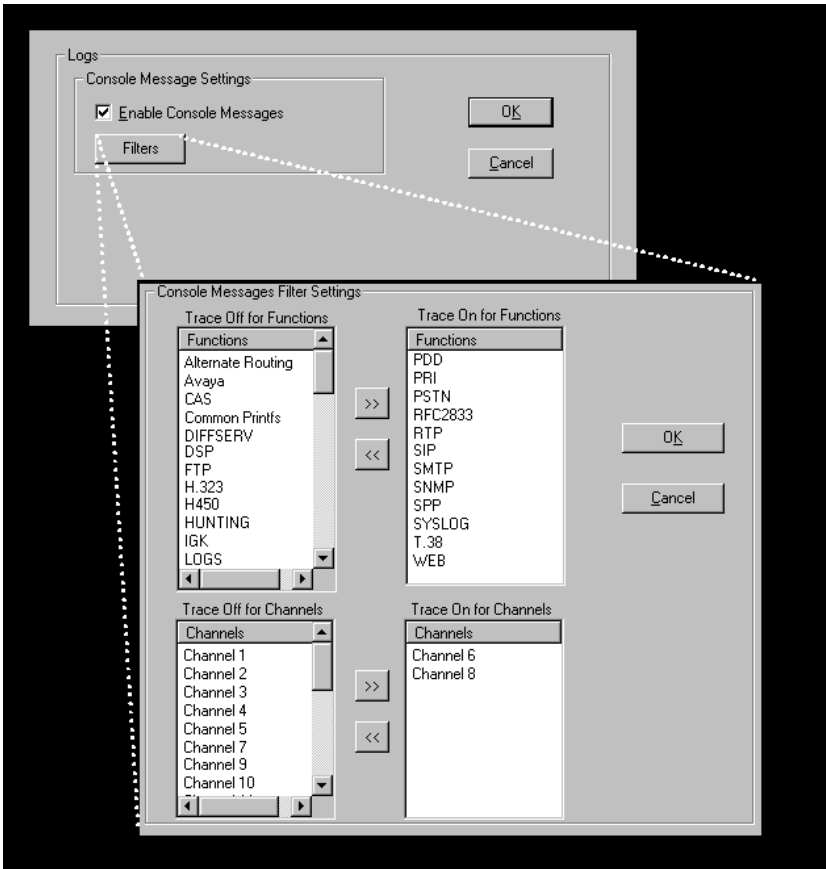 Logs
Console Message Settings
Enable Console Messages
Filters
OK
Cancel
Console Messages Filter Settings
Trace Off for Functions
Functions
Alternate Routing
Avaya
CAS
Common Printfs
DIFFSERV
DSP
FTP
H.323
H450
HUNTING
IGK
LOGS
>>
<<
Trace On for Functions
Functions
PDD
PRI
PSTN
RFC2833
RTP
SIP
SMTP
SNMP
SPP
SYSLOG
T.38
WEB
OK
Cancel
Trace Off for Channels
Channels
Channel 1
Channel 2
Channel 3
Channel 4
Channel 5
Channel 7
Channel 9
Channel 10
>>
<<
Trace On for Channels
Channels
Channel 6
Channel 8